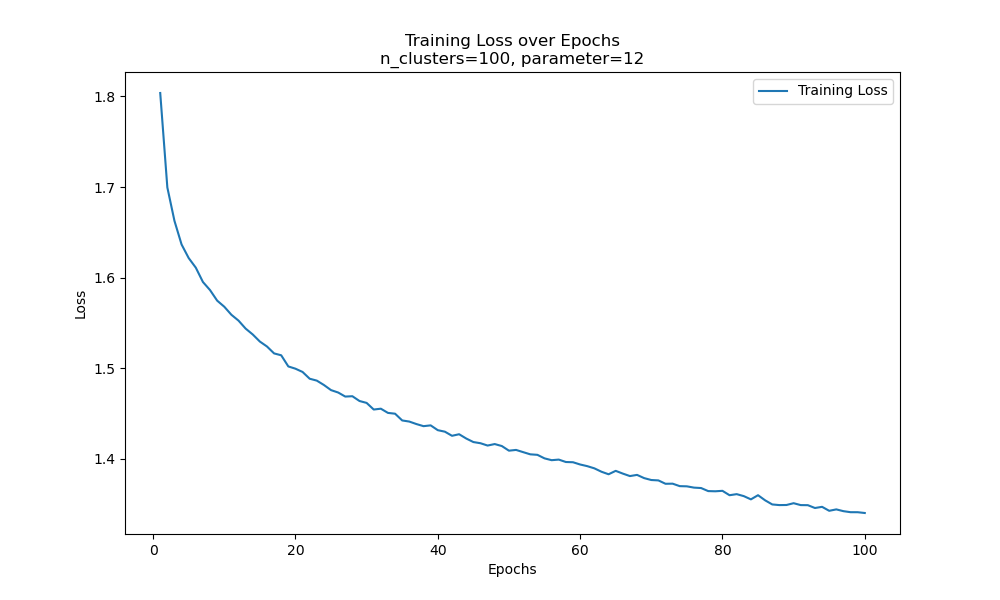 Training Loss over Epochs
n_clusters=100, parameter=12
Training Loss
1.8
1.7
1.6
1.5
1.4
Loss
0 20 40 60 80 100
Epochs